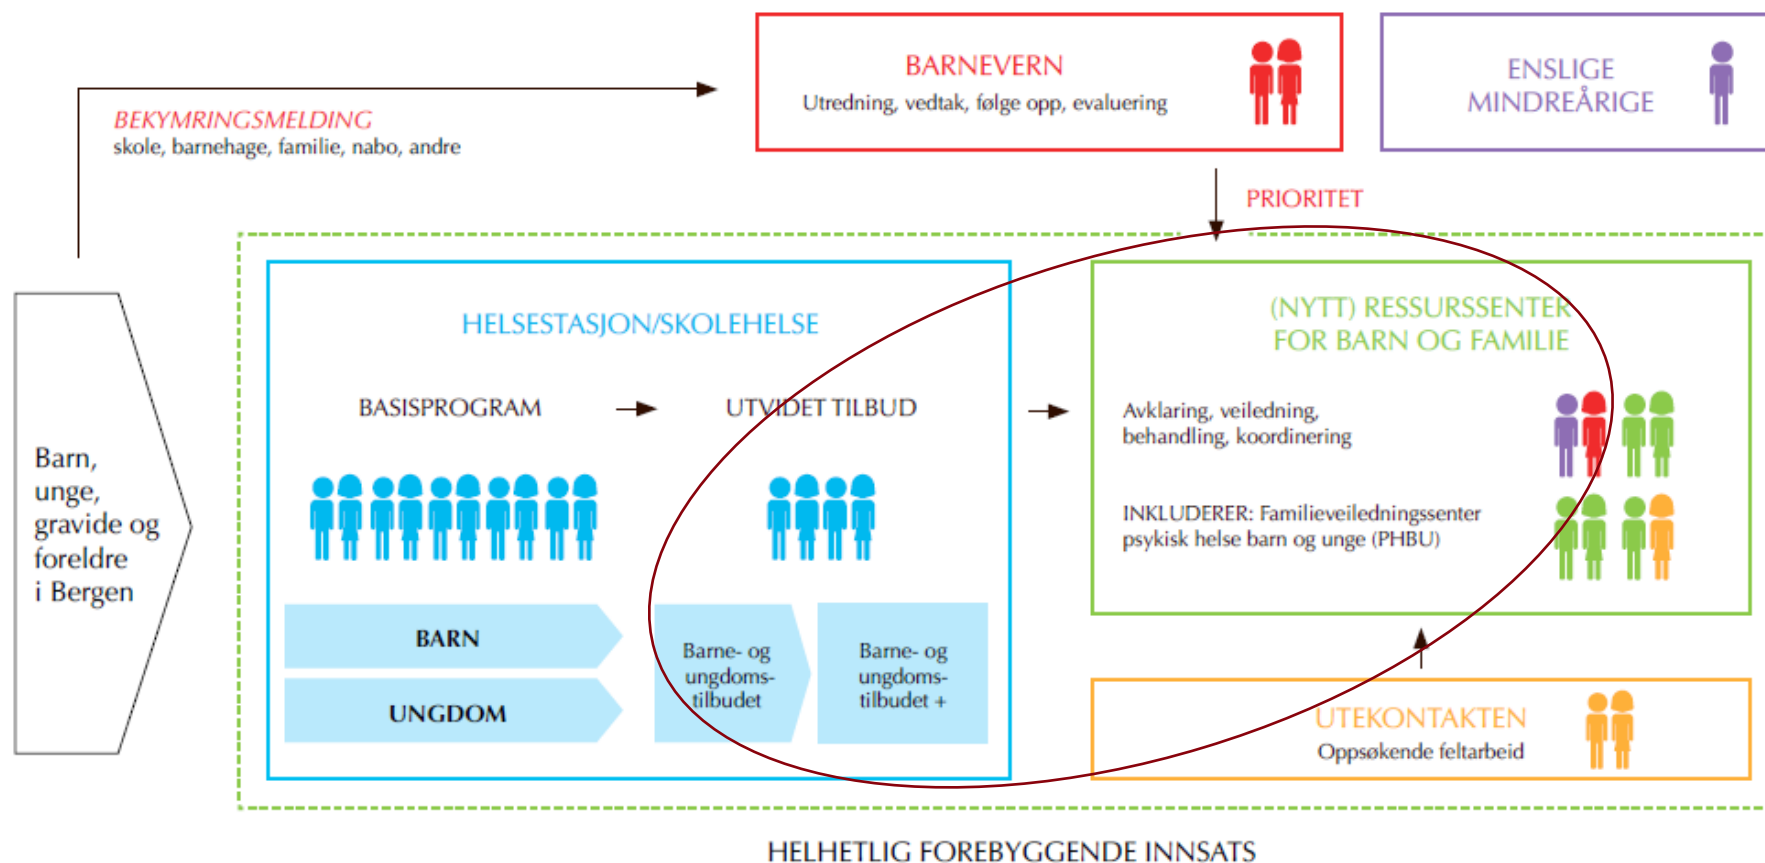 BARNEVERN
Utredning, vedtak, følge opp, evaluering
ENSLIGE
MINDREÅRIGE
BEKYMRINGSMELDING
skole, barnehage, familie, nabo, andre
PRIORITET
Barn,
unge,
gravide og
foreldre
i Bergen
HELSESTASJON/SKOLEHELSE
BASISPROGRAM
UTVIDET TILBUD
BARN
UNGDOM
Barne- og
ungdoms-
tilbudet
Barne- og
ungdoms-
tilbudet +
(NYTT) RESSURSSENTER
FOR BARN OG FAMILIE
Avklaring, veiledning,
behandling, koordinering
INKLUDERER: Familieveiledningssenter
psykisk helse barn og unge (PHBU)
UTEKONTAKTEN
Oppsøkende feltarbeid
HELHETLIG FOREBYGGENDE INNSATS